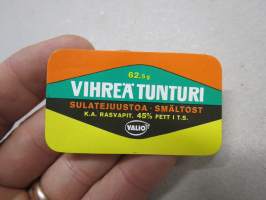 62,5g
VIHREÄ TUNTURI
SULATEJUUSTOA · SMÄLTOST
K.A. RASVAPIT. 45% FETT I T.S.
VALIO